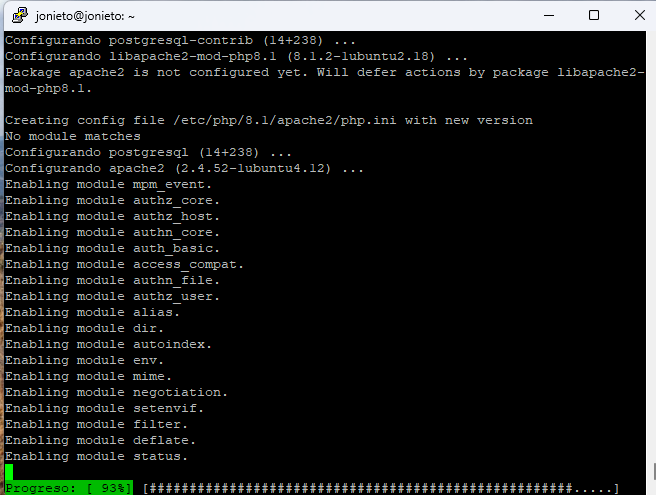 jonieto@jonieto: ~
Configurando postgresql-contrib (14+238) ...
Configurando libapache2-mod-php8.1 (8.1.2-1ubuntu2.18) ...
Package apache2 is not configured yet. Will defer actions by package libapache2-
mod-php8.1.
Creating config file /etc/php/8.1/apache2/php.ini with new version
No module matches
Configurando postgresql (14+238) ...
Configurando apache2 (2.4.52-1ubuntu4.12) ...
Enabling module mpm_event.
Enabling module authz_core.
Enabling module authz_host.
Enabling module authn_core.
Enabling module auth_basic.
Enabling module access_compat.
Enabling module authn_file.
Enabling module authz_user.
Enabling module alias.
Enabling module dir.
Enabling module autoindex.
Enabling module env.
Enabling module mime.
Enabling module negotiation.
Enabling module setenvif.
Enabling module filter.
Enabling module deflate.
Enabling module status.
Progreso: [ 93%] [#####################################################.....]